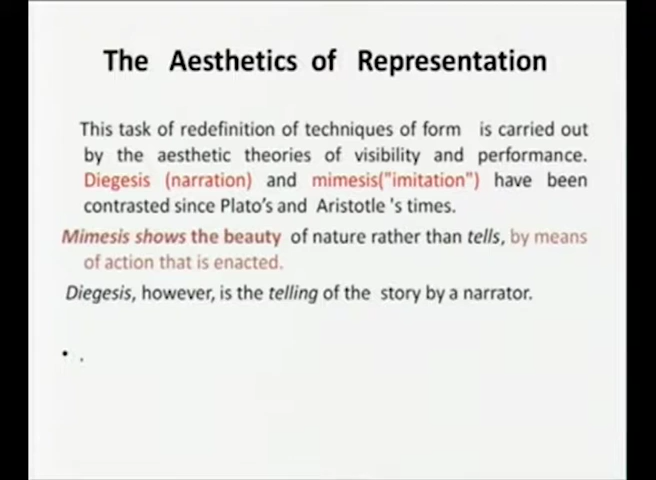 The Aesthetics of Representation
This task of redefinition of techniques of form is carried out
by the aesthetic theories of visibility and performance.
Diegesis (narration) and mimesis("imitation") have been
contrasted since Plato's and Aristotle 's times.
Mimesis shows the beauty of nature rather than tells, by means
of action that is enacted.
Diegesis, however, is the telling of the story by a narrator.
• .